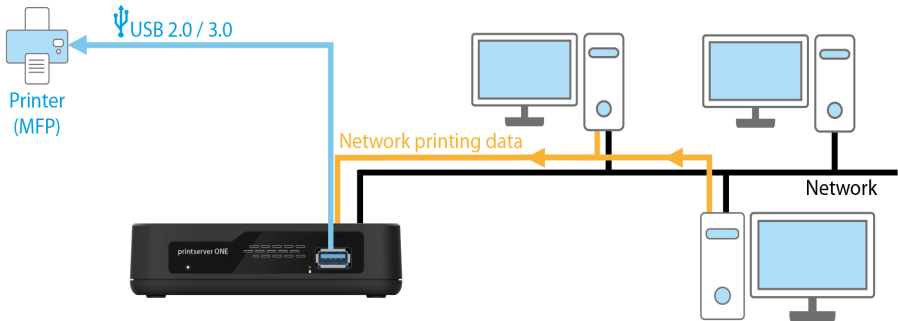 USB 2.0 / 3.0
Printer
(MFP)
Network printing data
Network
printserver ONE